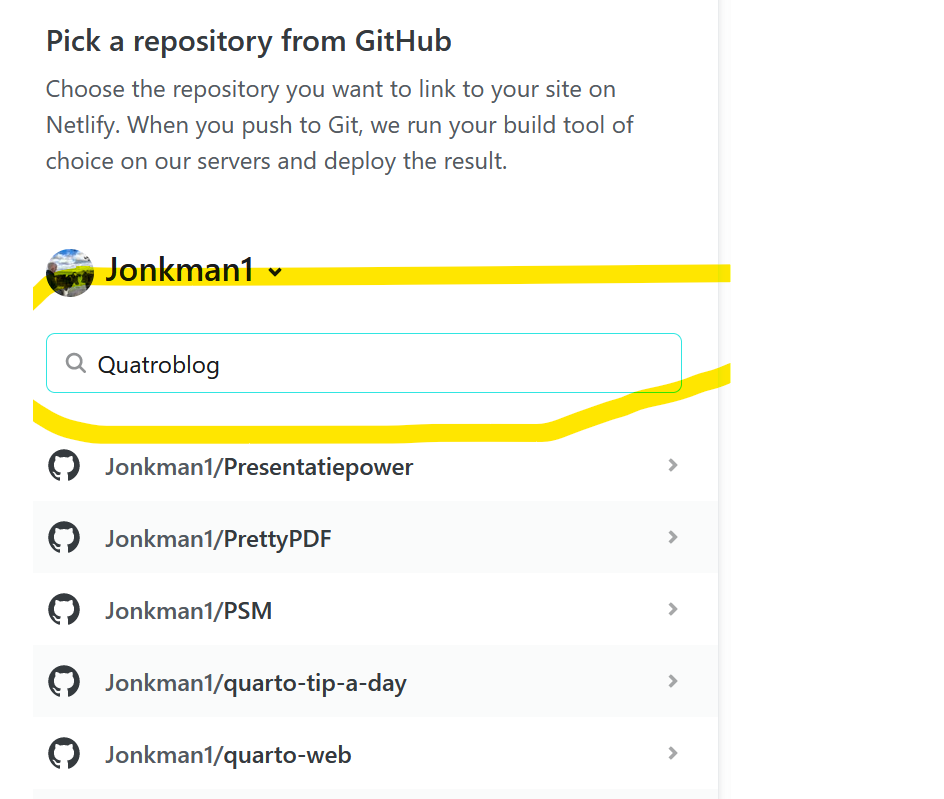 Pick a repository from GitHub
Choose the repository you want to link to your site on
Netlify. When you push to Git, we run your build tool of
choice on our servers and deploy the result.
Jonkman1
Quatroblog
Jonkman1/Presentatiepower
Jonkman1/PrettyPDF
Jonkman1/PSM
Jonkman1/quarto-tip-a-day
Jonkman1/quarto-web